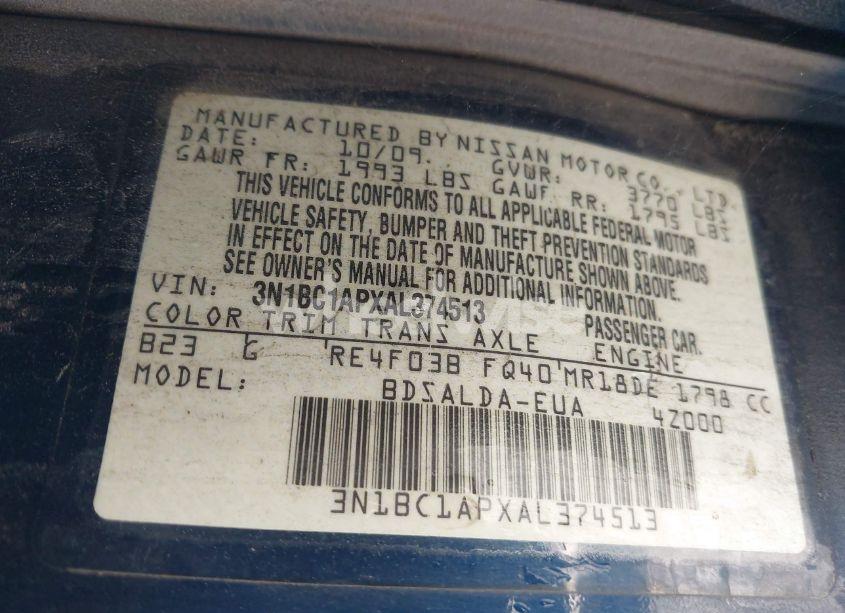 MANUFACTURED BY NISSAN MOTOR CO., LTD.
DATE: 10/09. GVWR: 3770 LBS
GAWR FR: 1993 LBS GAWR RR: 1795 LBS
THIS VEHICLE CONFORMS TO ALL APPLICABLE FEDERAL MOTOR
VEHICLE SAFETY, BUMPER AND THEFT PREVENTION STANDARDS
IN EFFECT ON THE DATE OF MANUFACTURE SHOWN ABOVE.
SEE OWNER'S MANUAL FOR ADDITIONAL INFORMATION.
VIN: 3N1BC1APXAL374513 PASSENGER CAR.
COLOR TRIM TRANS AXLE ENGINE
B23 G RE4F03B FQ40 MR18DE 1798 CC
MODEL: BDSALDA-EUA 4Z000
3N1BC1APXAL374513